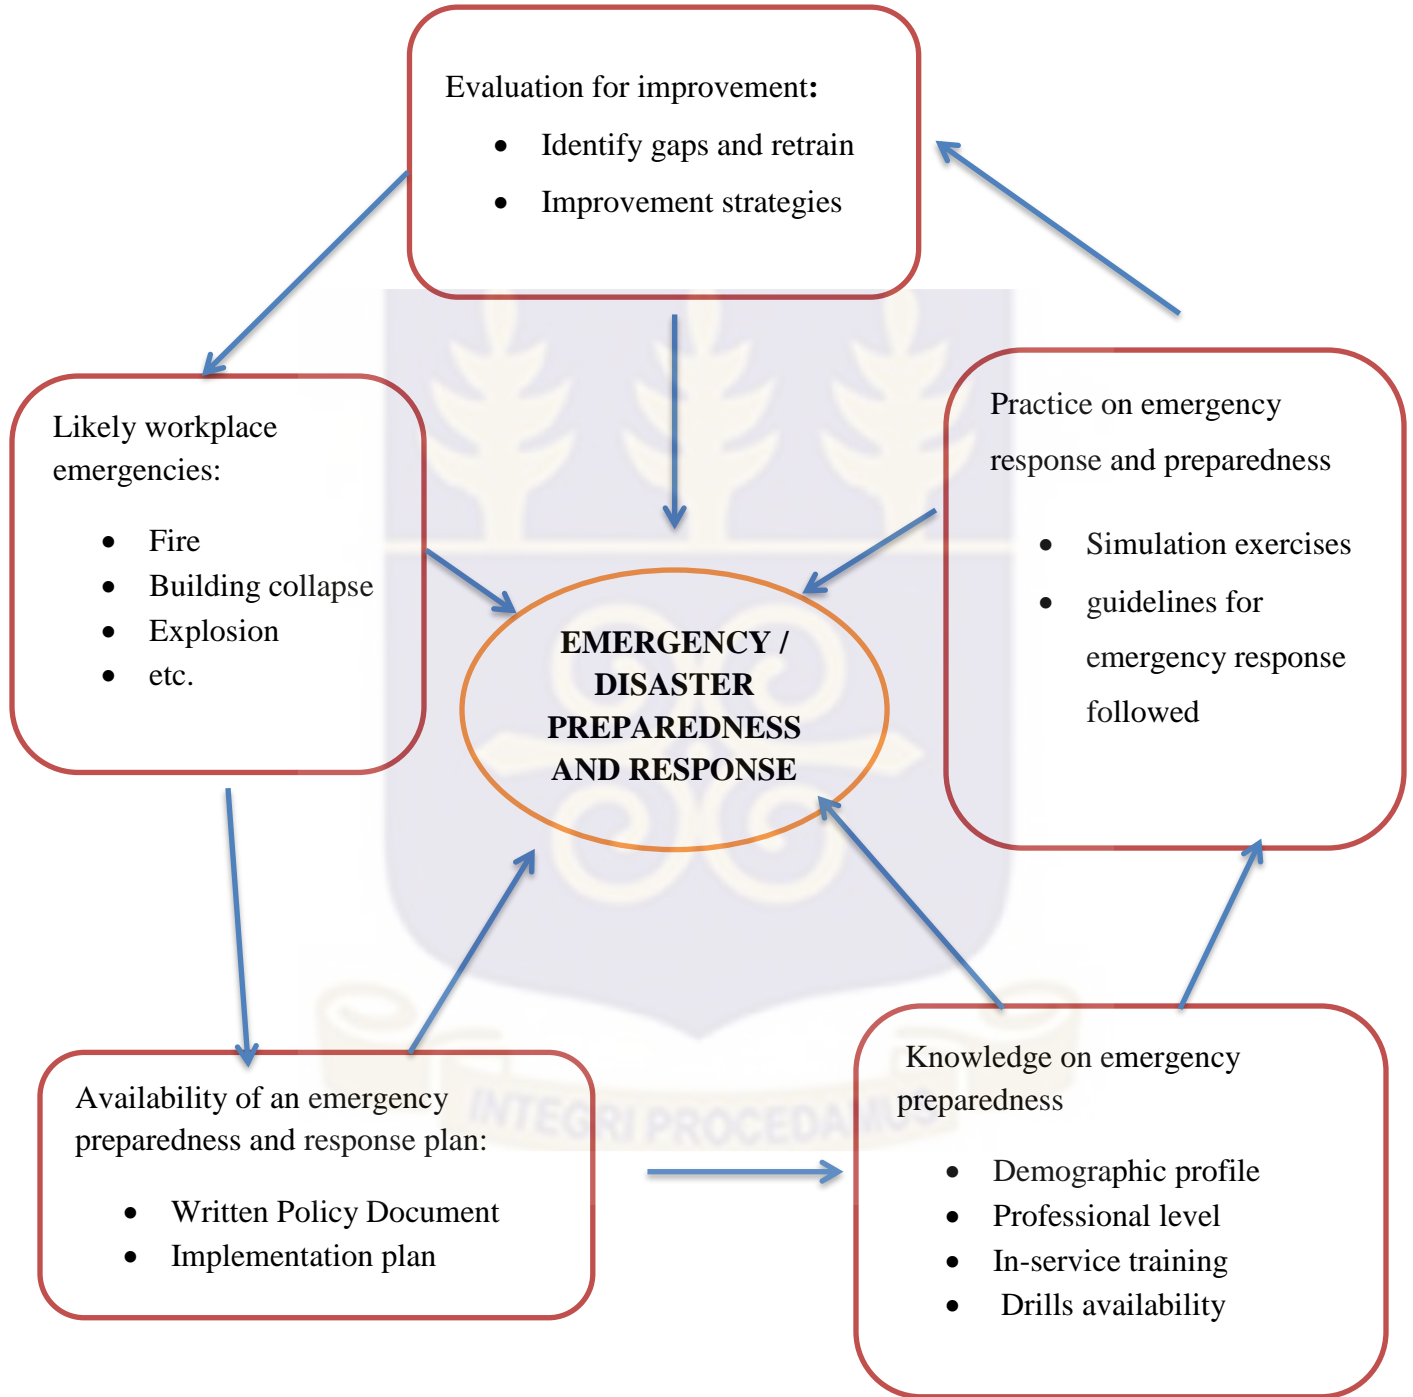 Evaluation for improvement:
• Identify gaps and retrain
• Improvement strategies
Likely workplace
emergencies:
• Fire
• Building collapse
• Explosion
• etc.
Practice on emergency
response and preparedness
• Simulation exercises
• guidelines for
emergency response
followed
EMERGENCY /
DISASTER
PREPAREDNESS
AND RESPONSE
Availability of an emergency
preparedness and response plan:
• Written Policy Document
• Implementation plan
Knowledge on emergency
preparedness
• Demographic profile
• Professional level
• In-service training
• Drills availability
INTEGRI PROCEDAMUS